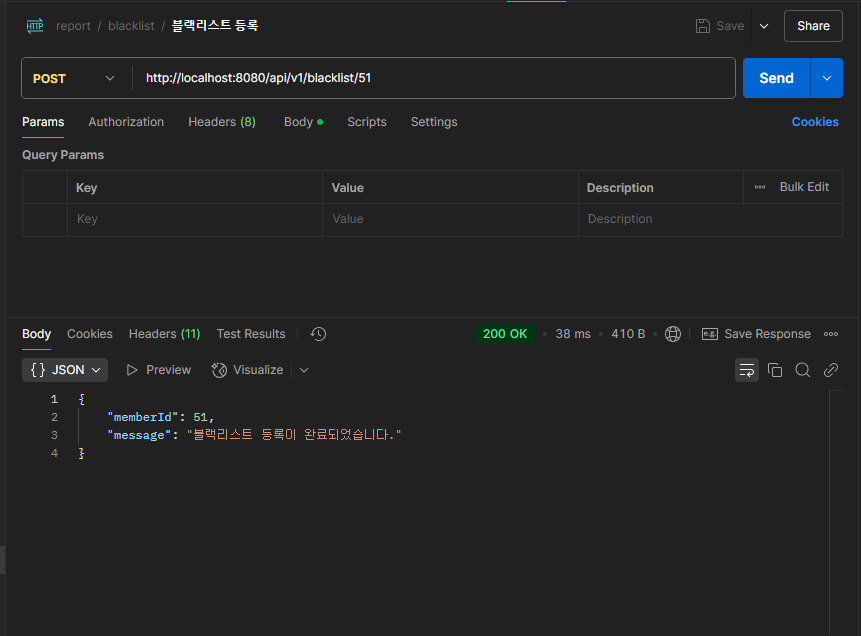 HTTP report / blacklist / 블랙리스트 등록 Save Share
POST http://localhost:8080/api/v1/blacklist/51 Send
Params Authorization Headers (8) Body Scripts Settings Cookies
Query Params
Key Value Description Bulk Edit
Key Value Description
Body Cookies Headers (11) Test Results 200 OK 38 ms 410 B e.g. Save Response
{} JSON Preview Visualize
1 {
2 "memberId": 51,
3 "message": "블랙리스트 등록이 완료되었습니다."
4 }